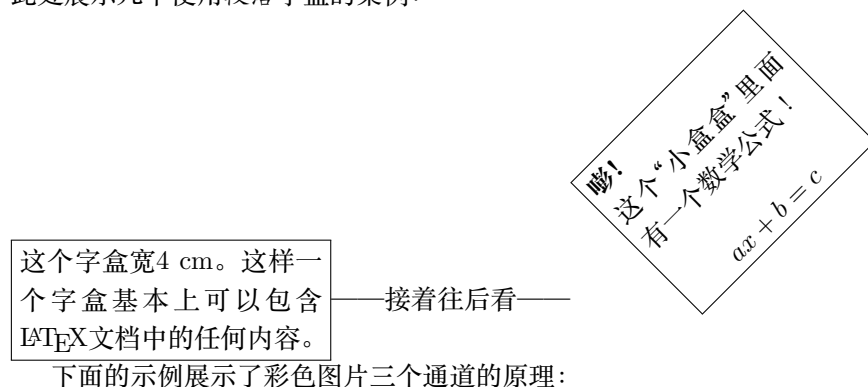 这个字盒宽4 cm。这样一
个字盒基本上可以包含
LATEX文档中的任何内容。
——接着往后看——
嘭!
这个“小盒盒”里面
有一个数学公式!
ax + b = c
下面的示例展示了彩色图片三个通道的原理: